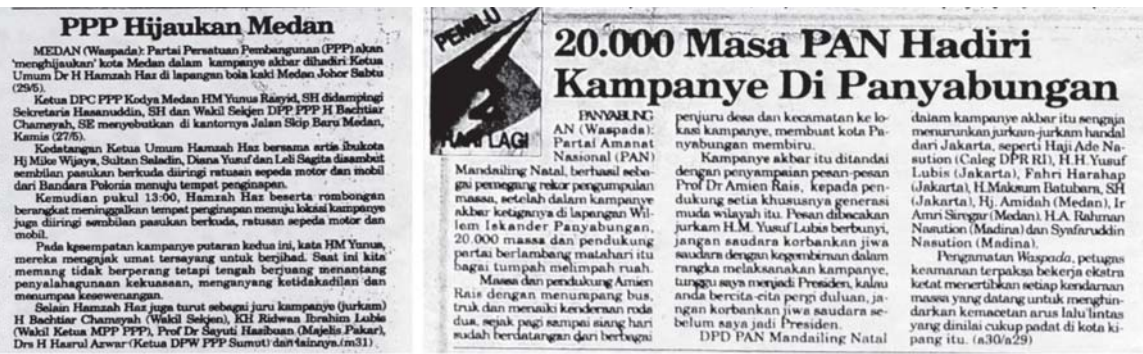 PPP Hijaukan Medan
MEDAN (Waspada): Partai Persatuan Pembangunan (PPP) akan
'menghijaukan' kota Medan dalam kampanye akbar dihadiri Ketua
Umum Dr H Hamzah Haz di lapangan bola kaki Medan Johor Sabtu
(29/5).
Ketua DPC PPP Kodya Medan HM Yunus Rasyid, SH didampingi
Sekretaris Hasanuddin, SH dan Wakil Sekjen DPP PPP H Bachtiar
Chamsyah, SE menyebutkan di kantornya Jalan Skip Baru Medan,
Kamis (27/5).
Kedatangan Ketua Umum Hamzah Haz bersama artis ibukota
Hj Mike Wijaya, Sultan Saladin, Diana Yusuf dan Leli Sagita disambut
sembilan pasukan berkuda diiringi ratusan sepeda motor dan mobil
dari Bandara Polonia menuju tempat penginapan.
Kemudian pukul 13:00, Hamzah Haz beserta rombongan
berangkat meninggalkan tempat penginapan menuju lokasi kampanye
juga diiringi sembilan pasukan berkuda, ratusan sepeda motor dan
mobil.
Pada kesempatan kampanye putaran kedua ini, kata HM Yunus,
mereka mengajak umat tersayang untuk berjihad. Saat ini kita
memang tidak berperang tetapi tengah berjuang menantang
penyalahgunaan kekuasaan, menganyang ketidakadilan dan
menumpas kesewenangan.
Selain Hamzah Haz juga turut sebagai juru kampanye (jurkam)
H Bachtiar Chamsyah (Wakil Sekjen), KH Ridwan Ibrahim Lubis
(Wakil Ketua MPP PPP), Prof Dr Sayuti Hasibuan (Majelis Pakar),
Drs H Hasrul Azwar (Ketua DPW PPP Sumut) dan lainnya.(m31)
PEMILU
LAGI
20.000 Masa PAN Hadiri
Kampanye Di Panyabungan
PANYABUNG
AN (Waspada):
Partai Amanat
Nasional (PAN)
Mandailing Natal, berhasil seba-
gai pemegang rekor pengumpulan
massa, setelah dalam kampanye
akbar ketiganya di lapangan Wil-
lem Iskander Panyabungan,
20.000 massa dan pendukung
partai berlambang matahari itu
bagai tumpah melimpah ruah.
Massa dan pendukung Amien
Rais dengan menumpang bus,
truk dan menaiki kenderaan roda
dua, sejak pagi sampai siang hari
sudah berdatangan dari berbagai
penjuru desa dan kecamatan ke lo-
kasi kampanye, membuat kota Pa-
nyabungan membiru.
Kampanye akbar itu ditandai
dengan penyampaian pesan-pesan
Prof Dr Amien Rais, kepada pen-
dukung setia khususnya generasi
muda wilayah itu. Pesan dibacakan
jurkam H.M. Yusuf Lubis berbunyi,
jangan saudara korbankan jiwa
saudara dengan kegembiraan dalam
rangka melaksanakan kampanye,
tunggu saya menjadi Presiden, kalau
anda bercita-cita pergi duluan, ja-
ngan korbankan jiwa saudara se-
belum saya jadi Presiden.
DPD PAN Mandailing Natal
dalam kampanye akbar itu sengaja
menurunkan jurkam-jurkam handal
dari Jakarta, seperti Haji Ade Na-
sution (Caleg DPR RI), H.H.Yusuf
Lubis (Jakarta), Fahri Harahap
(Jakarta), H.Maksum Batubara, SH
(Jakarta), Hj. Amidah (Medan), Ir
Amri Siregar (Medan), H.A. Rahman
Nasution (Madina) dan Syafaruddin
Nasution (Madina).
Pengamatan Waspada, petugas
keamanan terpaksa bekerja ekstra
ketat menertibkan setiap kendaraan
massa yang datang untuk menghin-
darkan kemacetan arus lalu lintas
yang dinilai cukup padat di kota ki-
pang itu. (a30/a29)